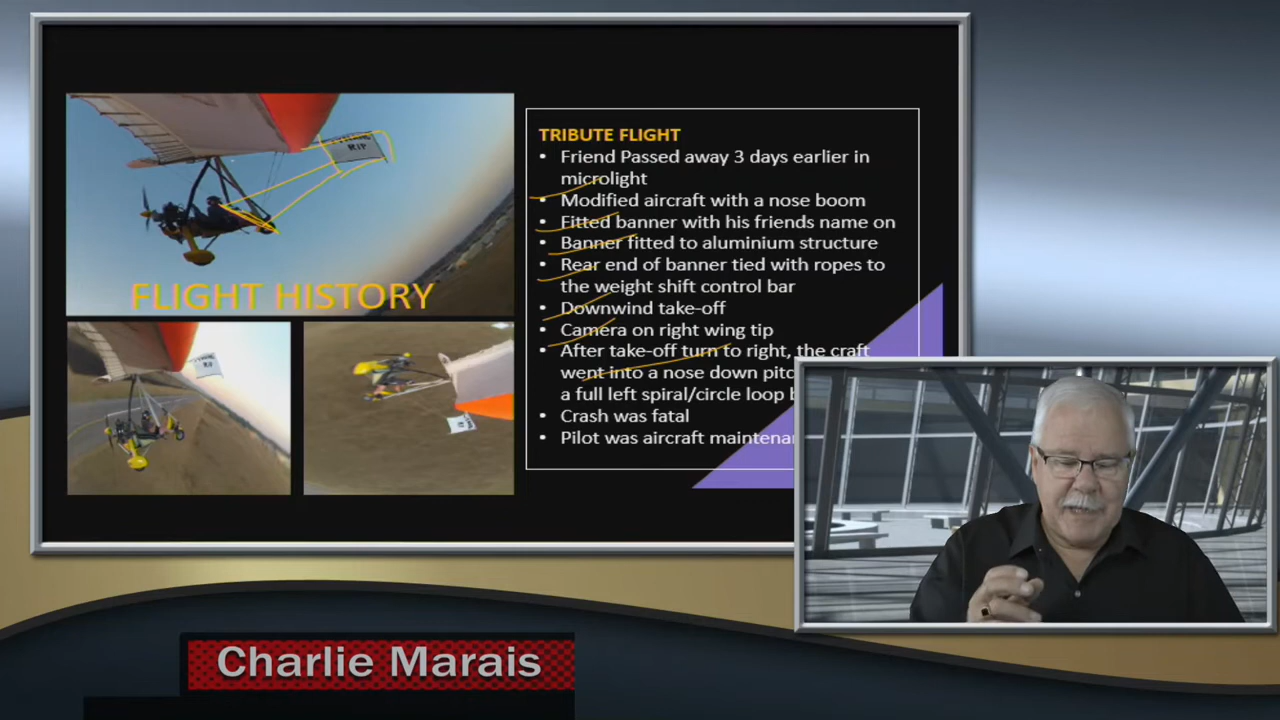 RIP
FLIGHT HISTORY
TRIBUTE FLIGHT
• Friend Passed away 3 days earlier in
microlight
• Modified aircraft with a nose boom
• Fitted banner with his friends name on
• Banner fitted to aluminium structure
• Rear end of banner tied with ropes to
the weight shift control bar
• Downwind take-off
• Camera on right wing tip
• After take-off turn to right, the craft
went into a nose down pitc
a full left spiral/circle loop b
• Crash was fatal
• Pilot was aircraft maintena
Charlie Marais